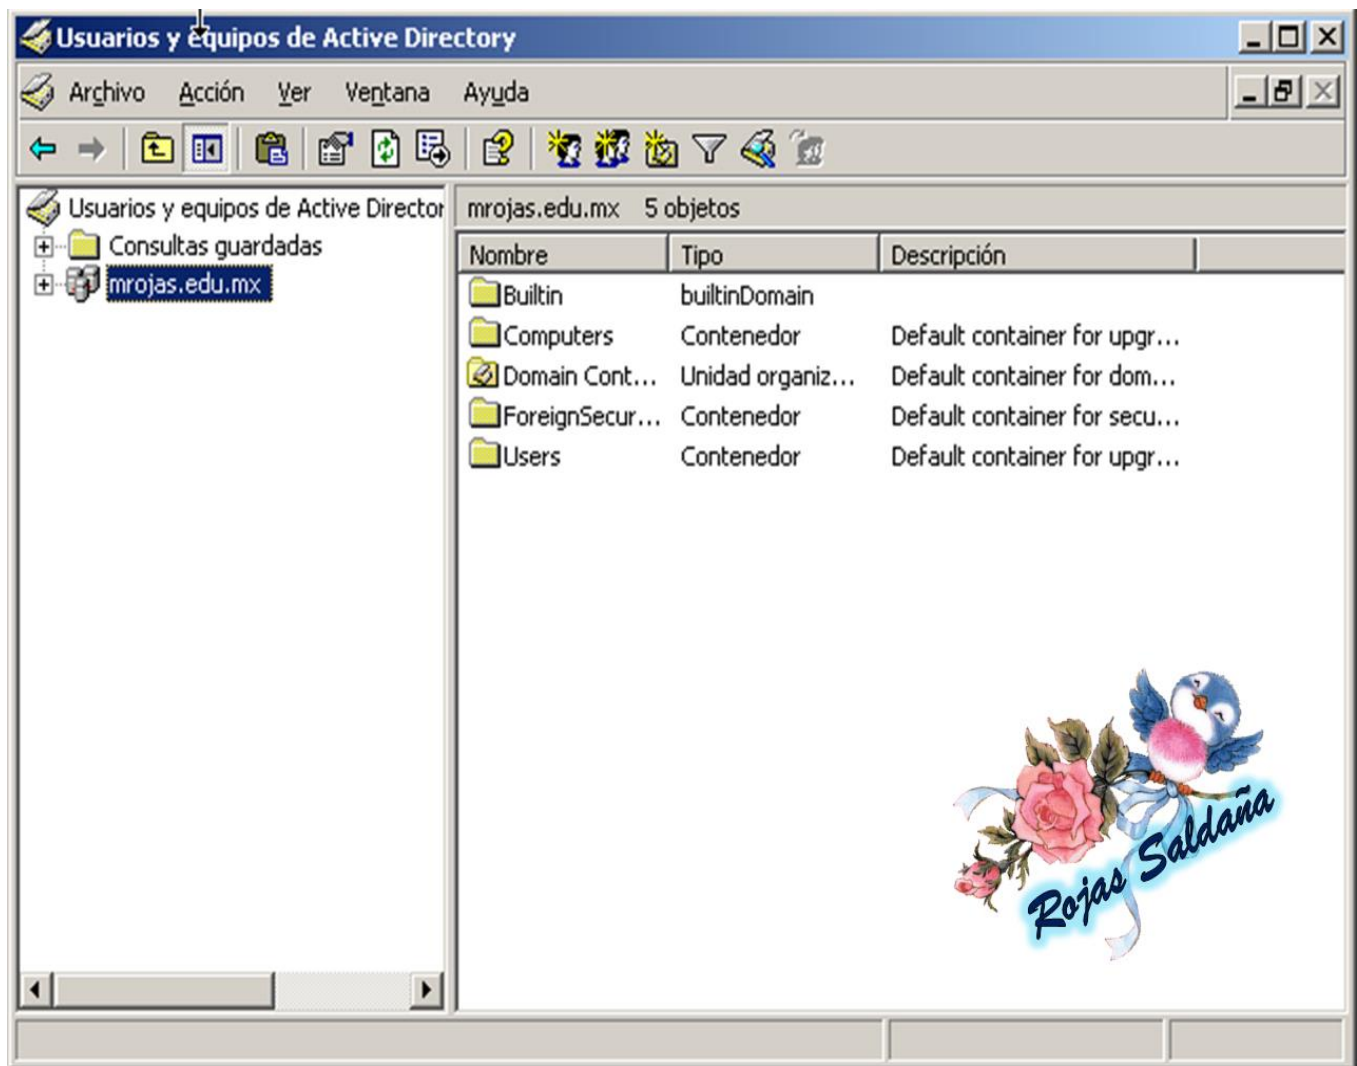 Usuarios y equipos de Active Directory
Archivo Acción Ver Ventana Ayuda
Usuarios y equipos de Active Director
Consultas guardadas
mrojas.edu.mx
mrojas.edu.mx 5 objetos
Nombre Tipo Descripción
Builtin builtinDomain
Computers Contenedor Default container for upgr...
Domain Cont... Unidad organiz... Default container for dom...
ForeignSecur... Contenedor Default container for secu...
Users Contenedor Default container for upgr...
Rojas Saldaña